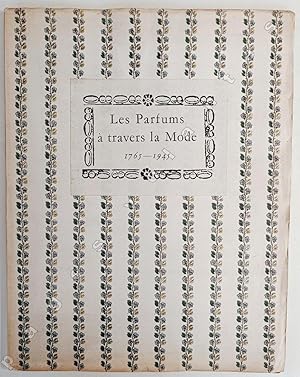 Les Parfums
à travers la Mode
1765—1945